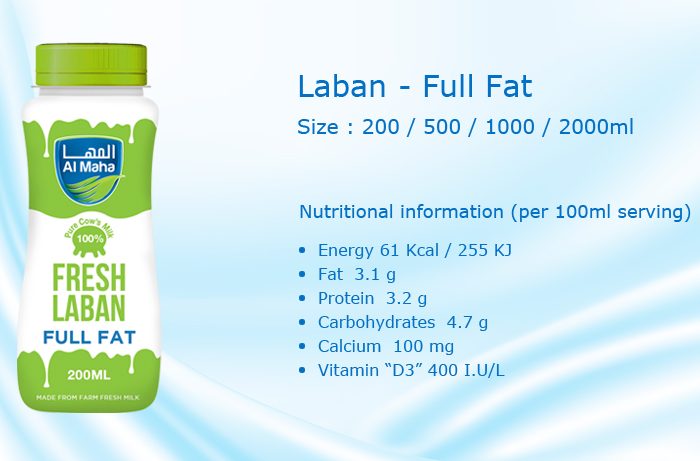 Laban - Full Fat
Size : 200 / 500 / 1000 / 2000ml
Nutritional information (per 100ml serving)
Energy 61 Kcal / 255 KJ
Fat 3.1 g
Protein 3.2 g
Carbohydrates 4.7 g
Calcium 100 mg
Vitamin “D3” 400 I.U/L
المها
Al Maha
Pure Cow's Milk
100%
FRESH
LABAN
FULL FAT
200ML
MADE FROM FARM FRESH MILK